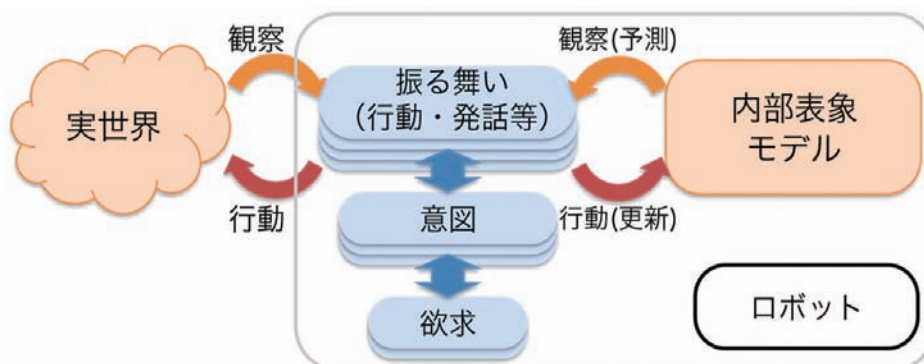 観察
実世界
行動
振る舞い
（行動・発話等）
意図
欲求
観察(予測)
内部表象
モデル
行動(更新)
ロボット